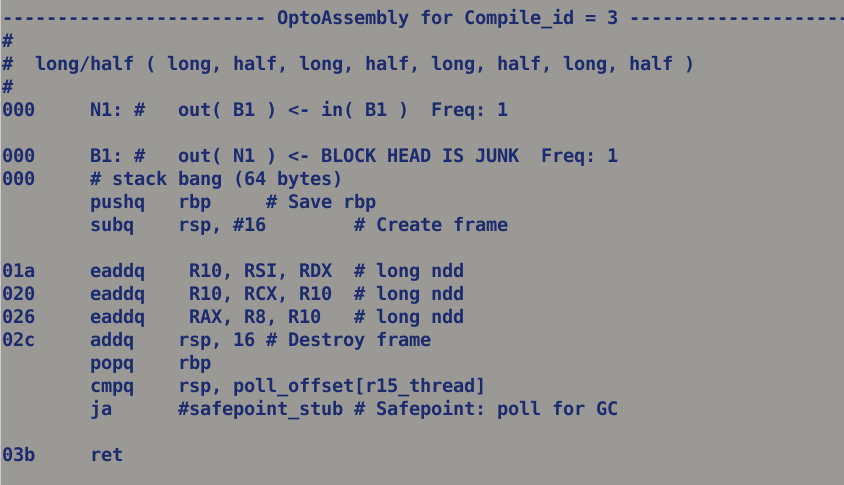 ------------------------ OptoAssembly for Compile_id = 3 --------------------
#
#  long/half ( long, half, long, half, long, half, long, half )
#
000     N1: #   out( B1 ) <- in( B1 )  Freq: 1
000     B1: #   out( N1 ) <- BLOCK HEAD IS JUNK  Freq: 1
000     # stack bang (64 bytes)
        pushq   rbp     # Save rbp
        subq    rsp, #16        # Create frame
01a     eaddq    R10, RSI, RDX  # long ndd
020     eaddq    R10, RCX, R10  # long ndd
026     eaddq    RAX, R8, R10   # long ndd
02c     addq    rsp, 16 # Destroy frame
        popq    rbp
        cmpq    rsp, poll_offset[r15_thread]
        ja      #safepoint_stub # Safepoint: poll for GC
03b     ret